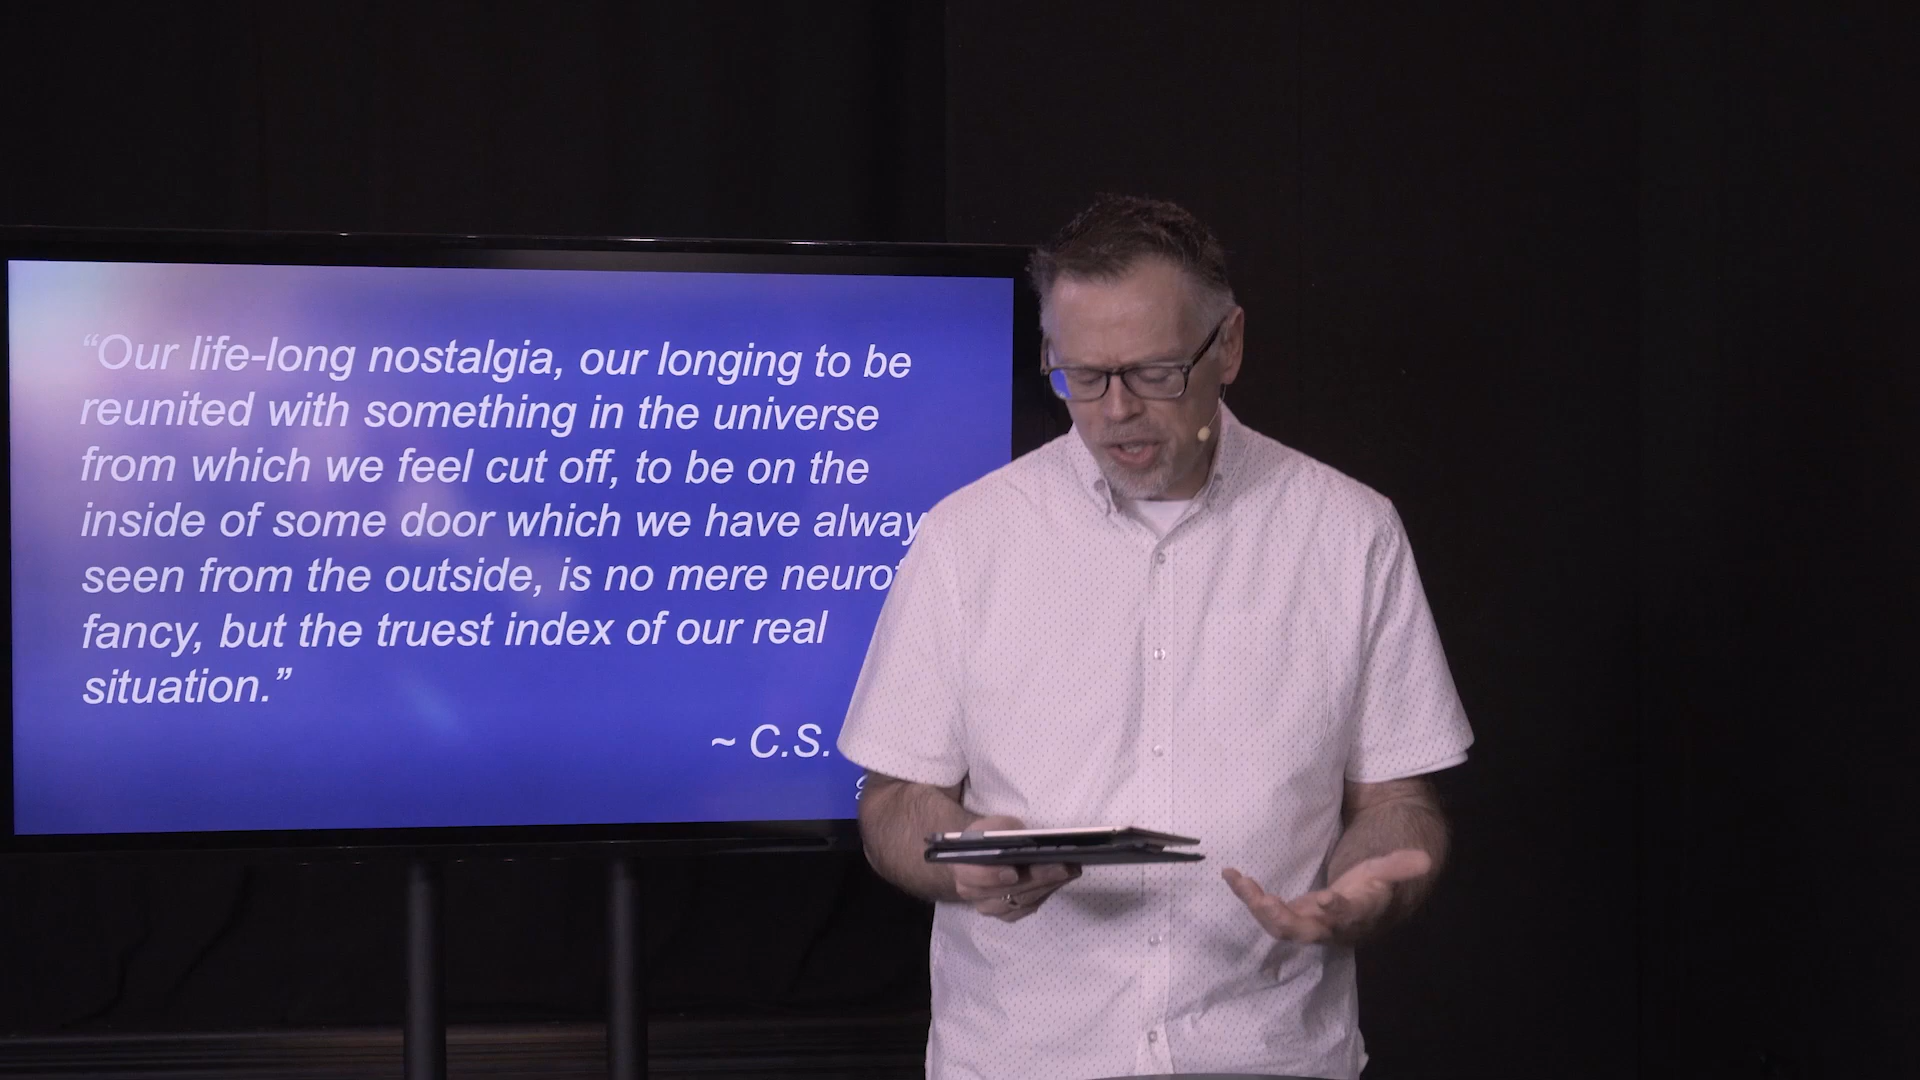 “Our life-long nostalgia, our longing to be
reunited with something in the universe
from which we feel cut off, to be on the
inside of some door which we have
seen from the outside, is no mere
fancy, but the truest index of our real
situation.”
~ C.S.